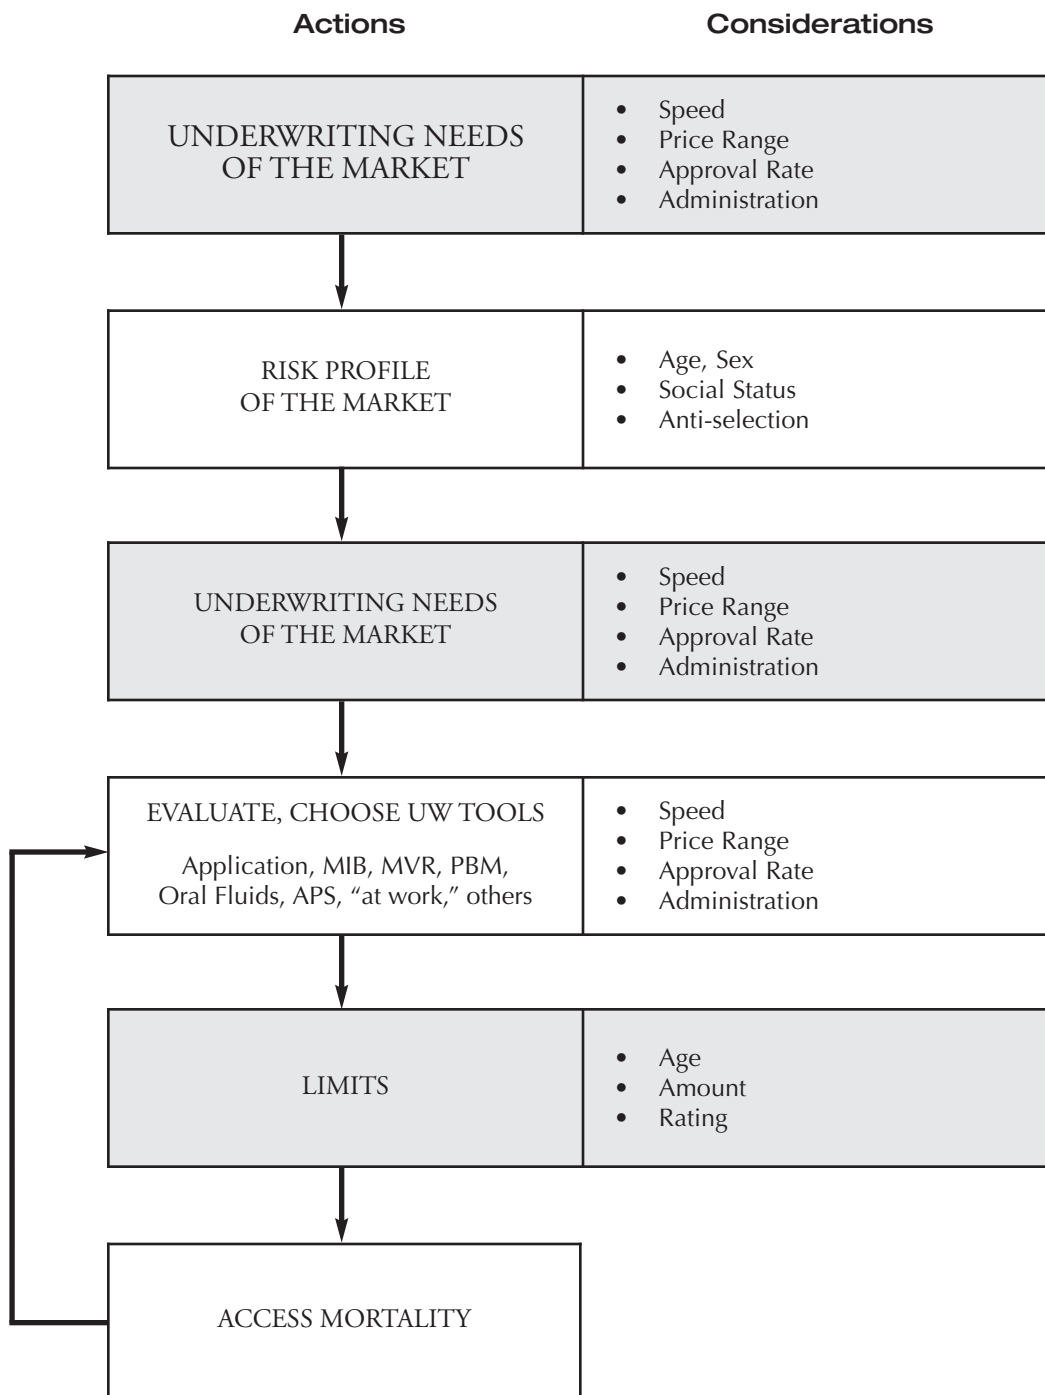 Actions
Considerations
UNDERWRITING NEEDS
OF THE MARKET
• Speed
• Price Range
• Approval Rate
• Administration
RISK PROFILE
OF THE MARKET
• Age, Sex
• Social Status
• Anti-selection
UNDERWRITING NEEDS
OF THE MARKET
• Speed
• Price Range
• Approval Rate
• Administration
EVALUATE, CHOOSE UW TOOLS
Application, MIB, MVR, PBM,
Oral Fluids, APS, “at work,” others
• Speed
• Price Range
• Approval Rate
• Administration
LIMITS
• Age
• Amount
• Rating
ACCESS MORTALITY